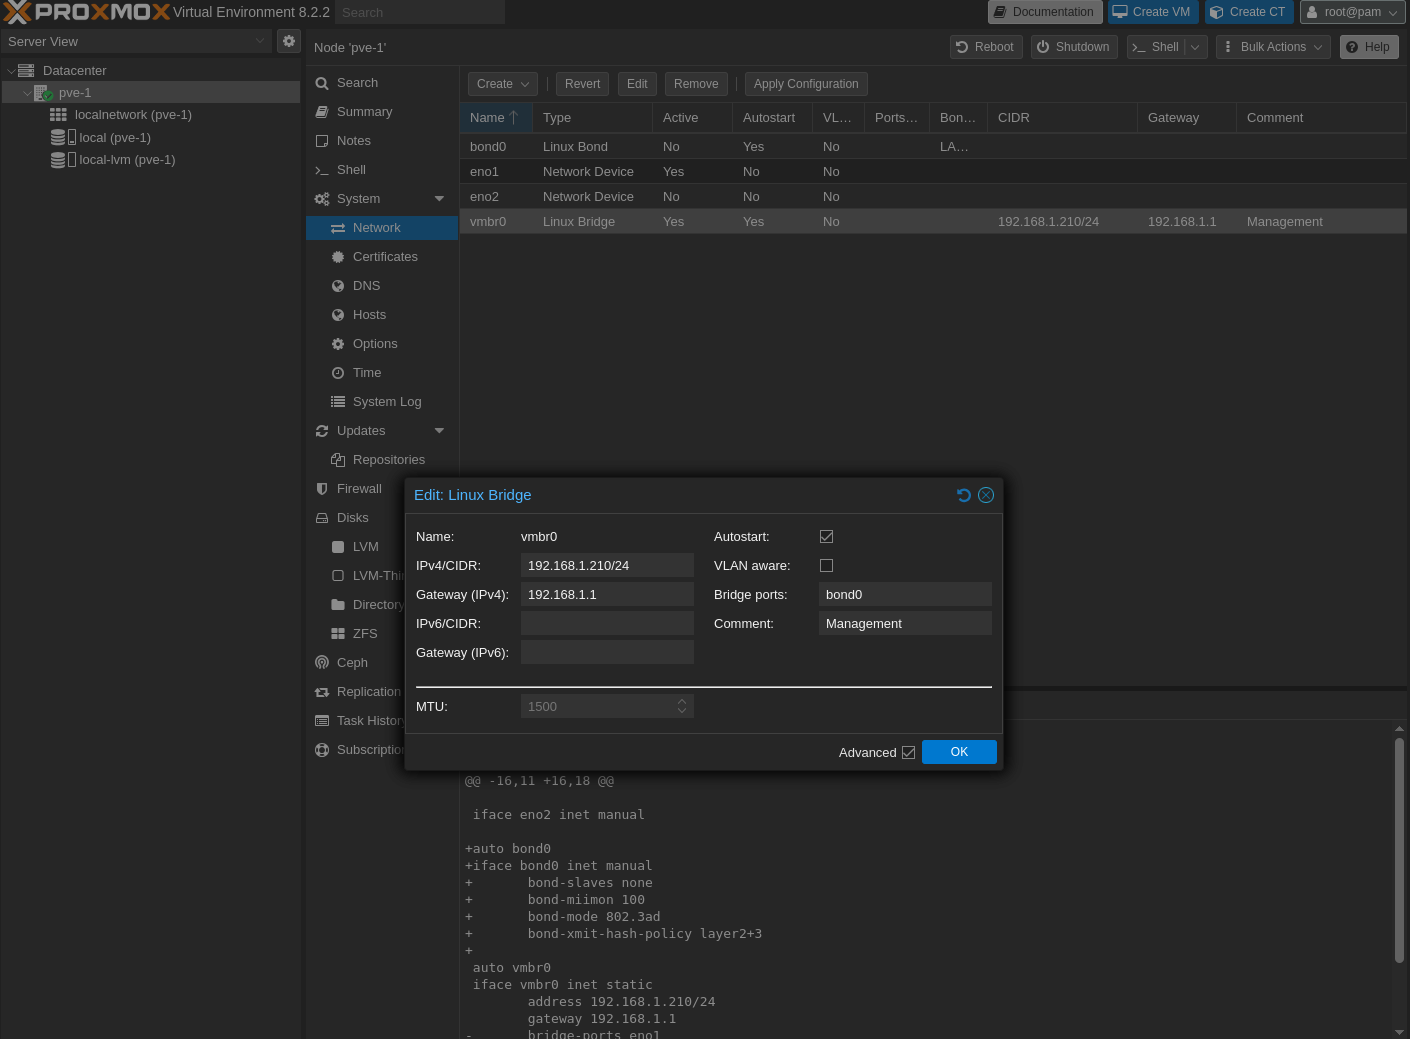 PROXMOX Virtual Environment 8.2.2 Search Documentation Create VM Create CT root@pam
Server View
Node 'pve-1' Reboot Shutdown Shell Bulk Actions Help
Datacenter
pve-1
localnetwork (pve-1)
local (pve-1)
local-lvm (pve-1)
Search
Summary
Notes
Shell
System
Network
Certificates
DNS
Hosts
Options
Time
System Log
Updates
Repositories
Firewall
Disks
LVM
LVM-Thi
Directory
ZFS
Ceph
Replication
Task History
Subscription
Create Revert Edit Remove Apply Configuration
Name Type Active Autostart VL… Ports… Bon… CIDR Gateway Comment
bond0 Linux Bond No Yes No LA…
eno1 Network Device Yes No No
eno2 Network Device No No No
vmbr0 Linux Bridge Yes Yes No 192.168.1.210/24 192.168.1.1 Management
Edit: Linux Bridge
Name: vmbr0 Autostart:
IPv4/CIDR: 192.168.1.210/24 VLAN aware:
Gateway (IPv4): 192.168.1.1 Bridge ports: bond0
IPv6/CIDR: Comment: Management
Gateway (IPv6):
MTU: 1500
Advanced OK
@@ -16,11 +16,18 @@
iface eno2 inet manual
+auto bond0
+iface bond0 inet manual
+ bond-slaves none
+ bond-miimon 100
+ bond-mode 802.3ad
+ bond-xmit-hash-policy layer2+3
+
auto vmbr0
iface vmbr0 inet static
address 192.168.1.210/24
gateway 192.168.1.1
- bridge-ports eno1